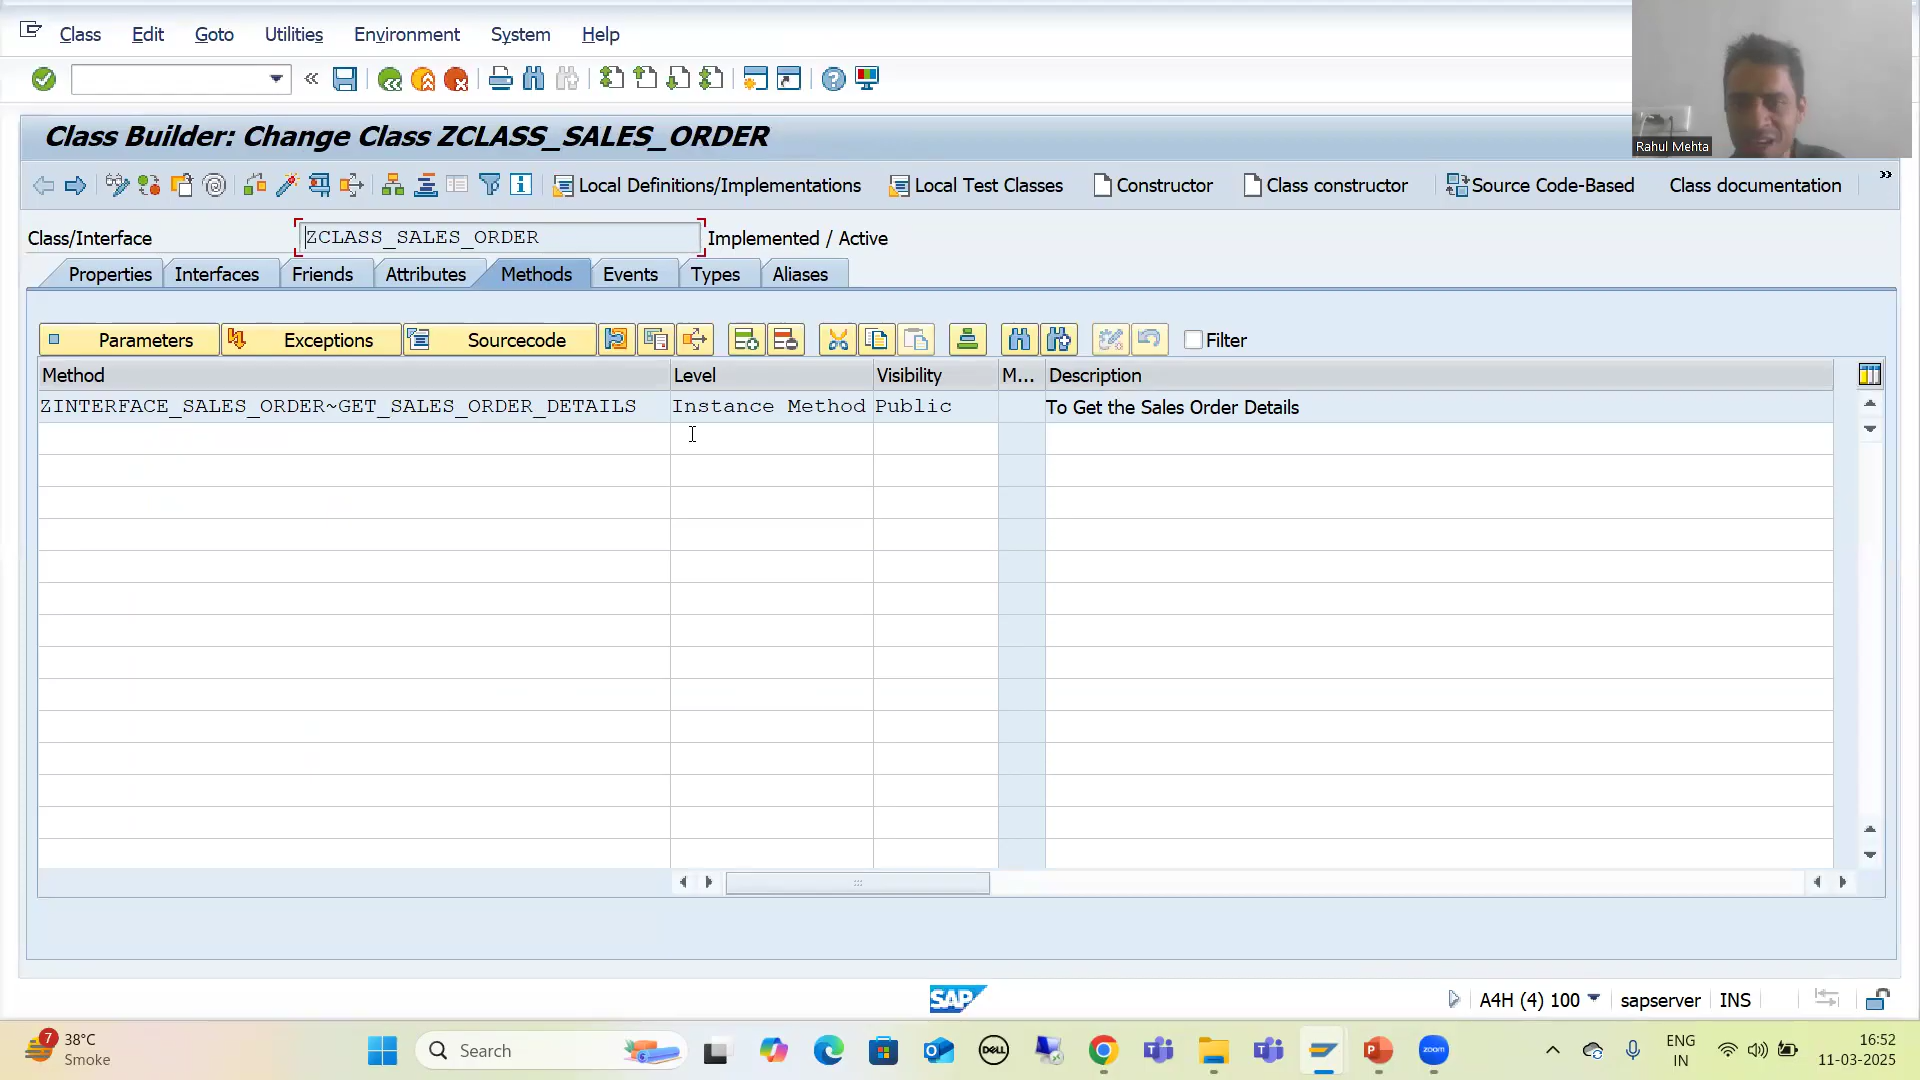 Class Edit Goto Utilities Environment System Help
Rahul Mehta
Class Builder: Change Class ZCLASS_SALES_ORDER
Local Definitions/Implementations Local Test Classes Constructor Class constructor Source Code-Based Class documentation »
Class/Interface ZCLASS_SALES_ORDER Implemented / Active
Properties Interfaces Friends Attributes Methods Events Types Aliases
Parameters Exceptions Sourcecode Filter
Method Level Visibility M... Description
ZINTERFACE_SALES_ORDER~GET_SALES_ORDER_DETAILS Instance Method Public To Get the Sales Order Details
SAP A4H (4) 100 sapserver INS
7 38°C Smoke
Search
DELL
zoom
ENG IN
16:52
11-03-2025